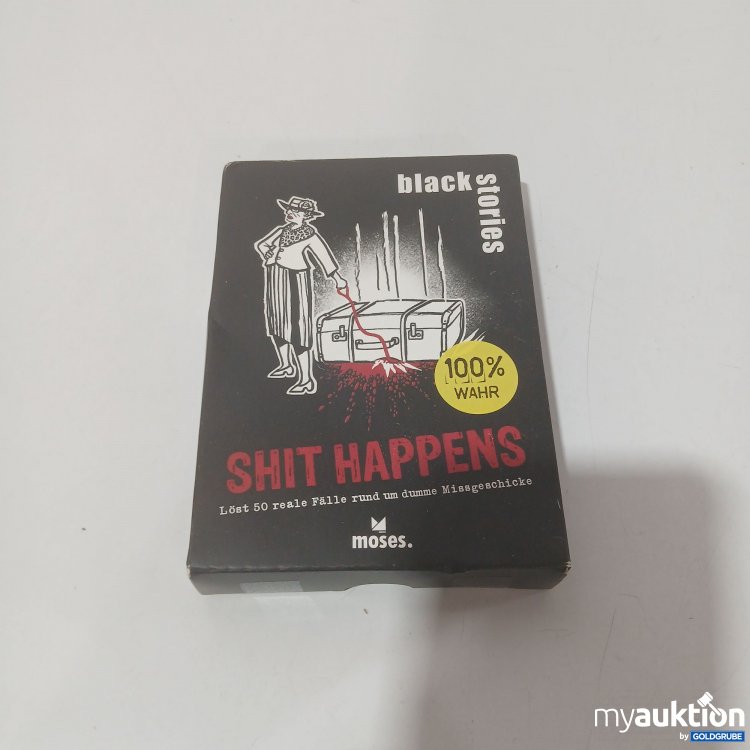 black
stories
100%
WAHR
SHIT HAPPENS
Löst 50 reale Fälle rund um dumme Missgeschicke
moses.
myauktion
by GOLDGRUBE